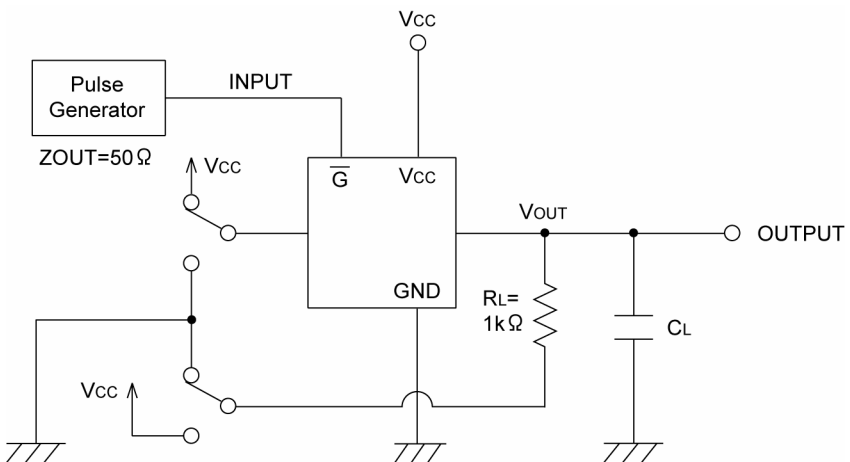 VCC
Pulse
Generator
INPUT
ZOUT=50Ω
VCC
G̅
VCC
VOUT
OUTPUT
GND
RL=
1kΩ
CL
VCC